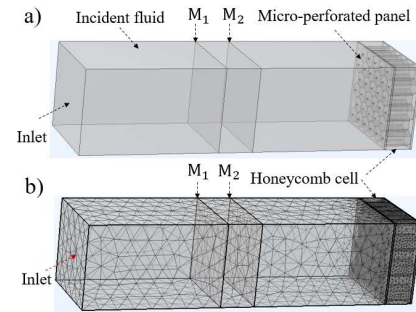 a)
Incident fluid
M₁
M₂
Micro-perforated panel
Inlet
Honeycomb cell
b)
M₁
M₂
Inlet